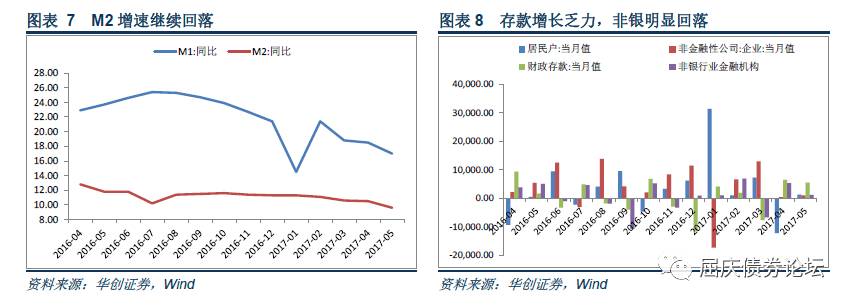 图表 7 M2 增速继续回落
M1:同比 M2:同比
28.00
26.00
24.00
22.00
20.00
18.00
16.00
14.00
12.00
10.00
8.00
2016-04 2016-05 2016-06 2016-07 2016-08 2016-09 2016-10 2016-11 2016-12 2017-01 2017-02 2017-03 2017-04 2017-05
资料来源：华创证券，Wind
图表 8 存款增长乏力，非银明显回落
居民户:当月值 非金融性公司:企业:当月值
财政存款:当月值 非银行业金融机构
40,000.00
30,000.00
20,000.00
10,000.00
0.00
-10,000.00
-20,000.00
2016-04 2016-05 2016-06 2016-07 2016-08 2016-09 2016-10 2016-11 2016-12 2017-01 2017-02 2017-03 2017-04 2017-05
资料来源：华创证券，Wind
屈庆债券论坛